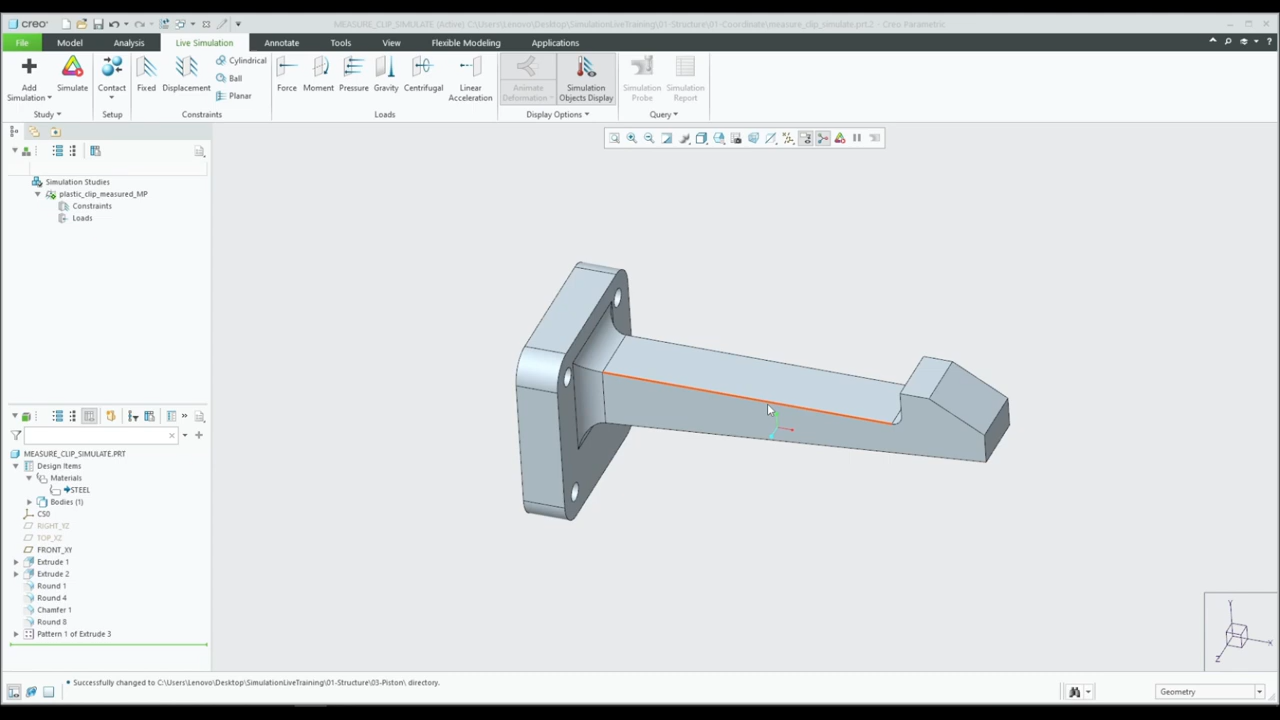 creo
MEASURE_CLIP_SIMULATE (Active) C:\Users\Lenovo\Desktop\SimulationLiveTraining\01-Structure\01-Coordinate\measure_clip_simulate.prt.2 - Creo Parametric
File Model Analysis Live Simulation Annotate Tools View Flexible Modeling Applications
Add Simulation
Simulate
Contact
Fixed
Displacement
Cylindrical
Ball
Planar
Force
Moment
Pressure
Gravity
Centrifugal
Linear Acceleration
Animate Deformation
Simulation Objects Display
Simulation Probe
Simulation Report
Study Setup Constraints Loads Display Options Query
Simulation Studies
plastic_clip_measured_MP
Constraints
Loads
MEASURE_CLIP_SIMULATE.PRT
Design Items
Materials
STEEL
Bodies (1)
CS0
RIGHT_YZ
TOP_XZ
FRONT_XY
Extrude 1
Extrude 2
Round 1
Round 4
Chamfer 1
Round 8
Pattern 1 of Extrude 3
Y
X
Z
• Successfully changed to C:\Users\Lenovo\Desktop\SimulationLiveTraining\01-Structure\03-Piston\ directory.
Geometry